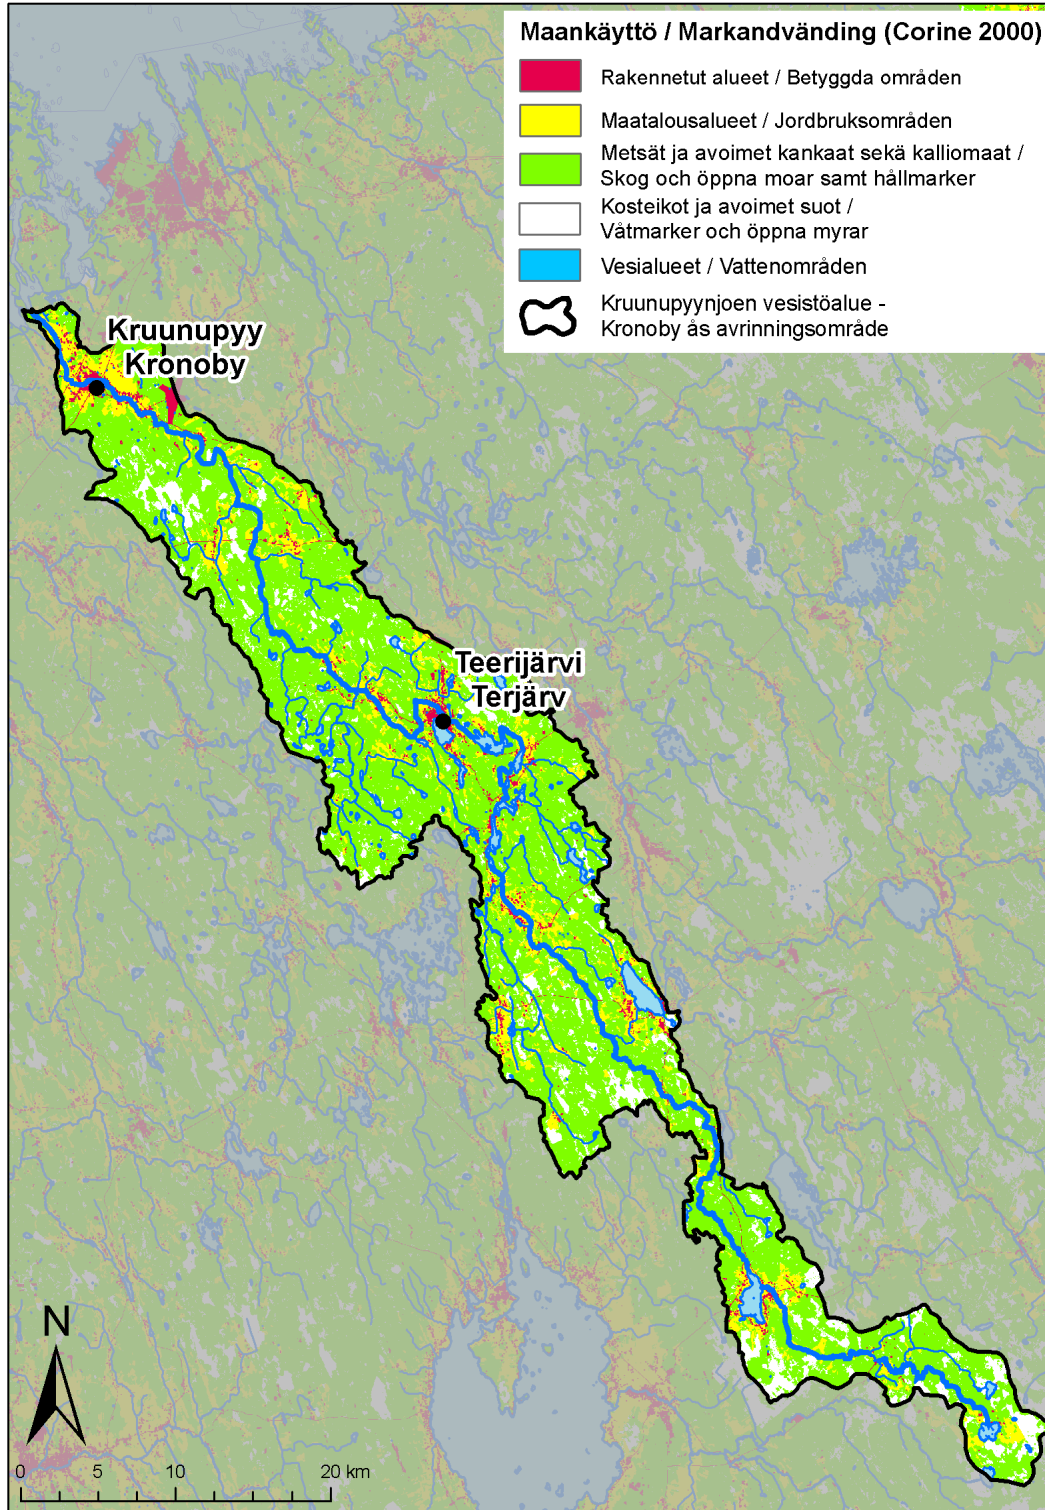 Maankäyttö / Markandvänding (Corine 2000)
Rakennetut alueet / Betyggda områden
Maatalousalueet / Jordbruksområden
Metsät ja avoimet kankaat sekä kalliomaat /
Skog och öppna moar samt hållmarker
Kosteikot ja avoimet suot /
Våtmarker och öppna myrar
Vesialueet / Vattenområden
Kruunupyynjoen vesistöalue -
Kronoby ås avrinningsområde
Kruunupyy
Kronoby
Teerijärvi
Terjärv
N
0 5 10 20 km